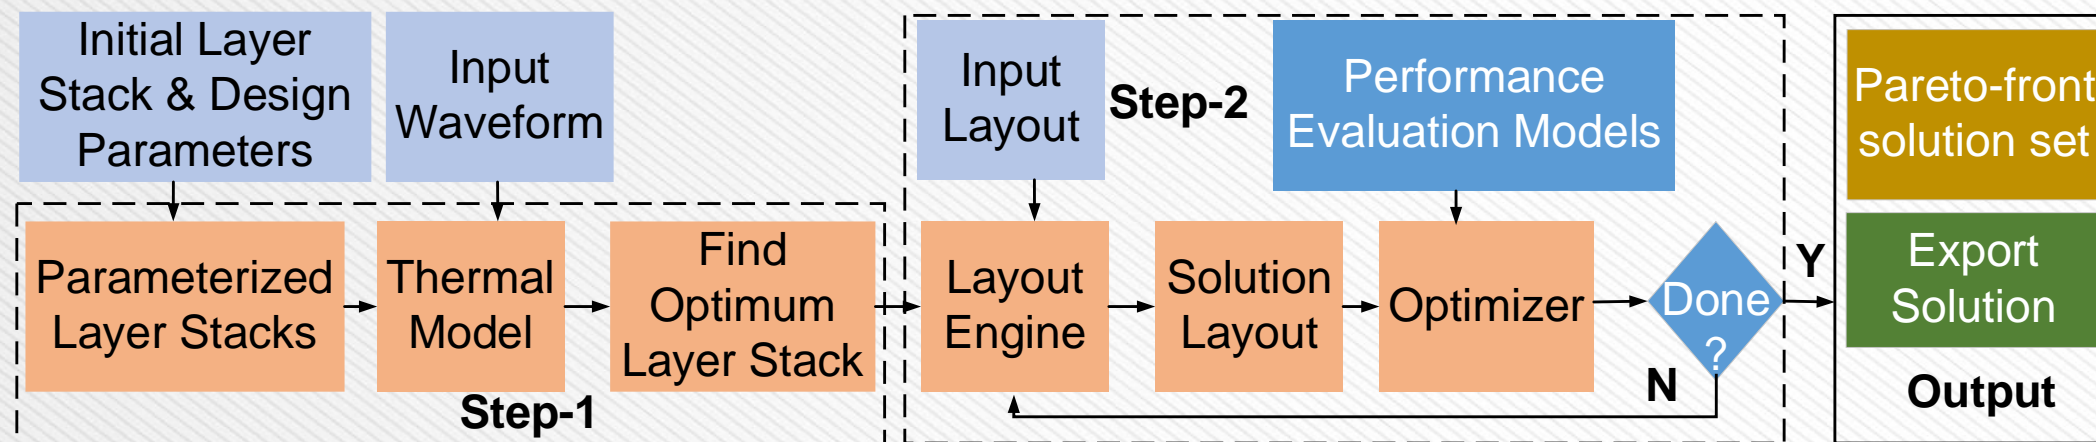 Initial Layer
Stack & Design
Parameters
Input
Waveform
Parameterized
Layer Stacks
Thermal
Model
Find
Optimum
Layer Stack
Step-1
Input
Layout
Step-2
Performance
Evaluation Models
Layout
Engine
Solution
Layout
Optimizer
Done
?
Y
N
Pareto-front
solution set
Export
Solution
Output